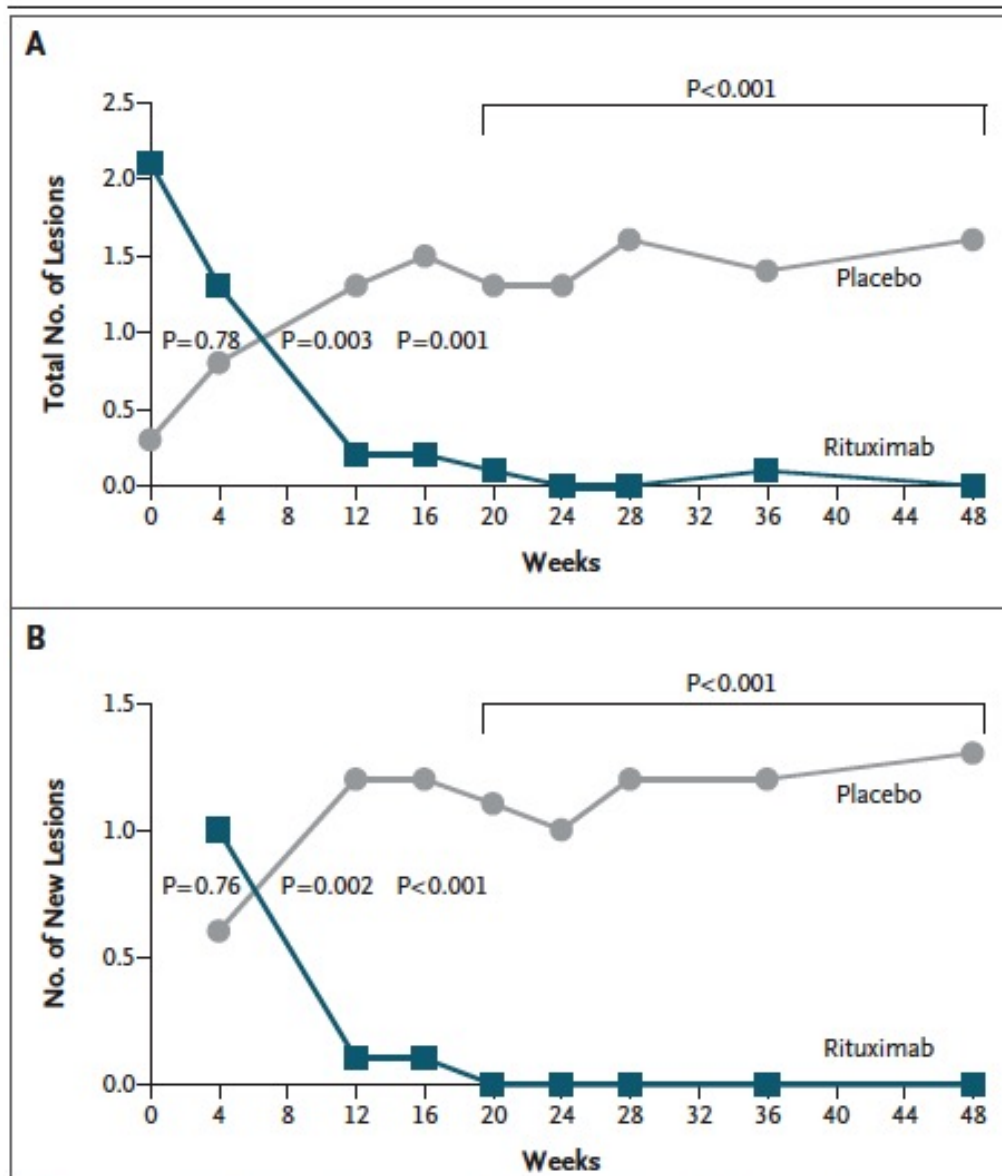 A
P<0.001
2.5
2.0
1.5
1.0
0.5
0.0
Total No. of Lesions
Placebo
P=0.78 P=0.003 P=0.001
Rituximab
0 4 8 12 16 20 24 28 32 36 40 44 48
Weeks
B
P<0.001
1.5
1.0
0.5
0.0
No. of New Lesions
Placebo
P=0.76 P=0.002 P<0.001
Rituximab
0 4 8 12 16 20 24 28 32 36 40 44 48
Weeks